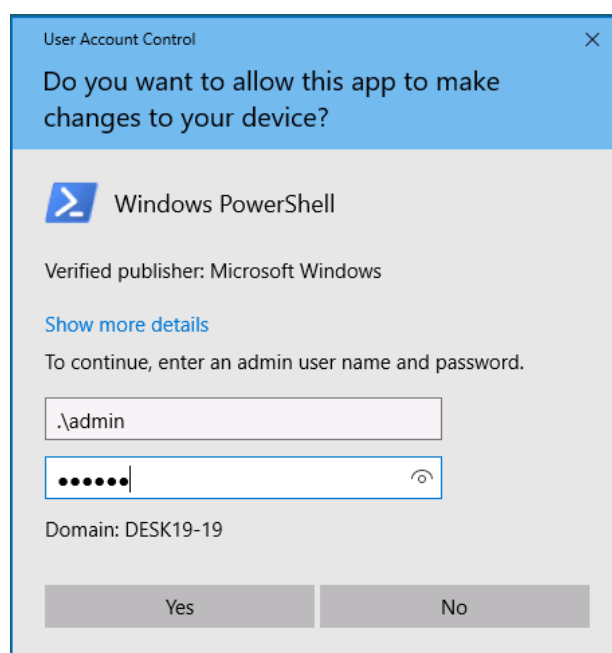 User Account Control
Do you want to allow this app to make
changes to your device?
Windows PowerShell
Verified publisher: Microsoft Windows
Show more details
To continue, enter an admin user name and password.
.\admin
●●●●●●
Domain: DESK19-19
Yes No